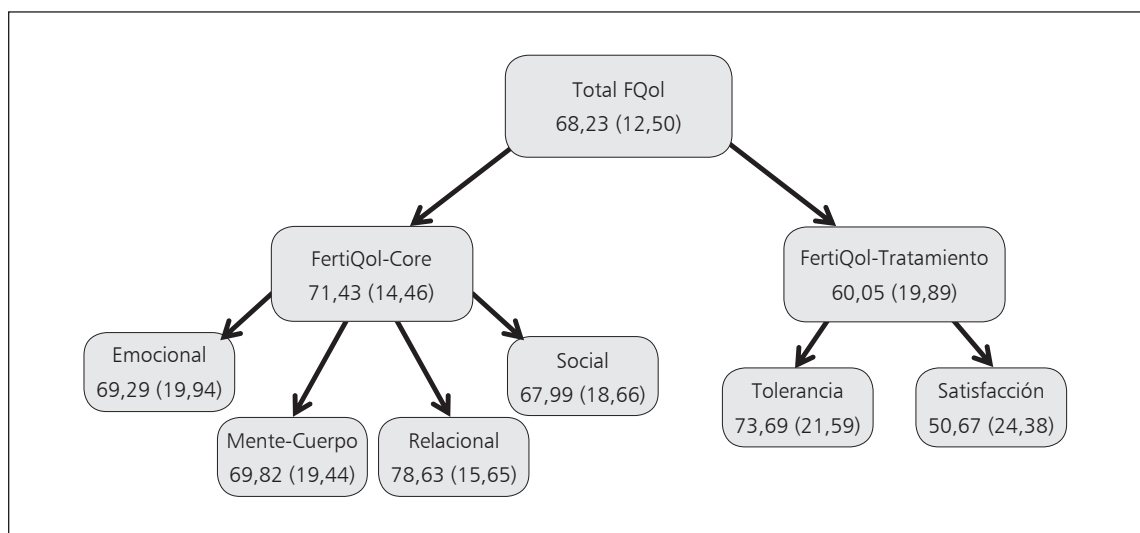 Total FQol
68,23 (12,50)
FertiQol-Core
71,43 (14,46)
FertiQol-Tratamiento
60,05 (19,89)
Emocional
69,29 (19,94)
Mente-Cuerpo
69,82 (19,44)
Relacional
78,63 (15,65)
Social
67,99 (18,66)
Tolerancia
73,69 (21,59)
Satisfacción
50,67 (24,38)